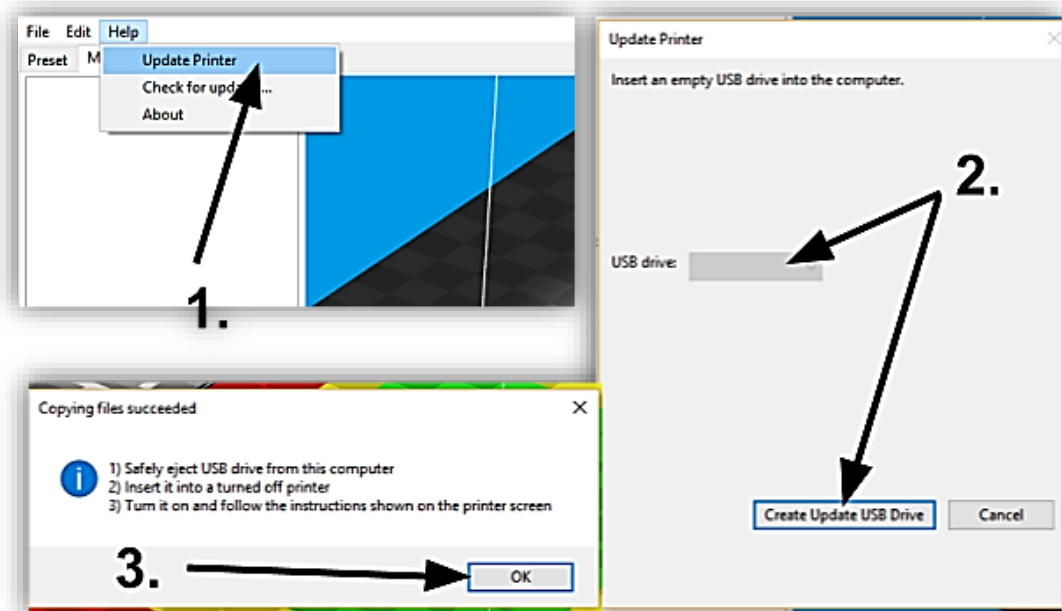 File Edit Help
Preset M
Update Printer
Check for upda...
About
1.
Update Printer
Insert an empty USB drive into the computer.
2.
USB drive:
Create Update USB Drive Cancel
Copying files succeeded
1) Safely eject USB drive from this computer
2) Insert it into a turned off printer
3) Turn it on and follow the instructions shown on the printer screen
3.
OK